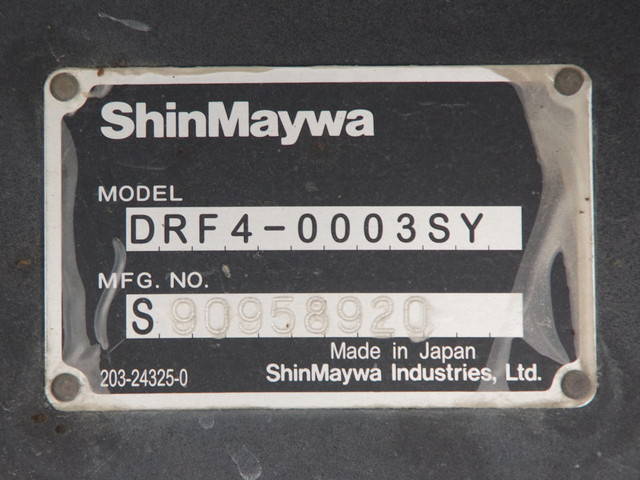 ShinMaywa
MODEL
DRF4-0003SY
MFG. NO.
S 90958920
Made in Japan
203-24325-0 ShinMaywa Industries, Ltd.